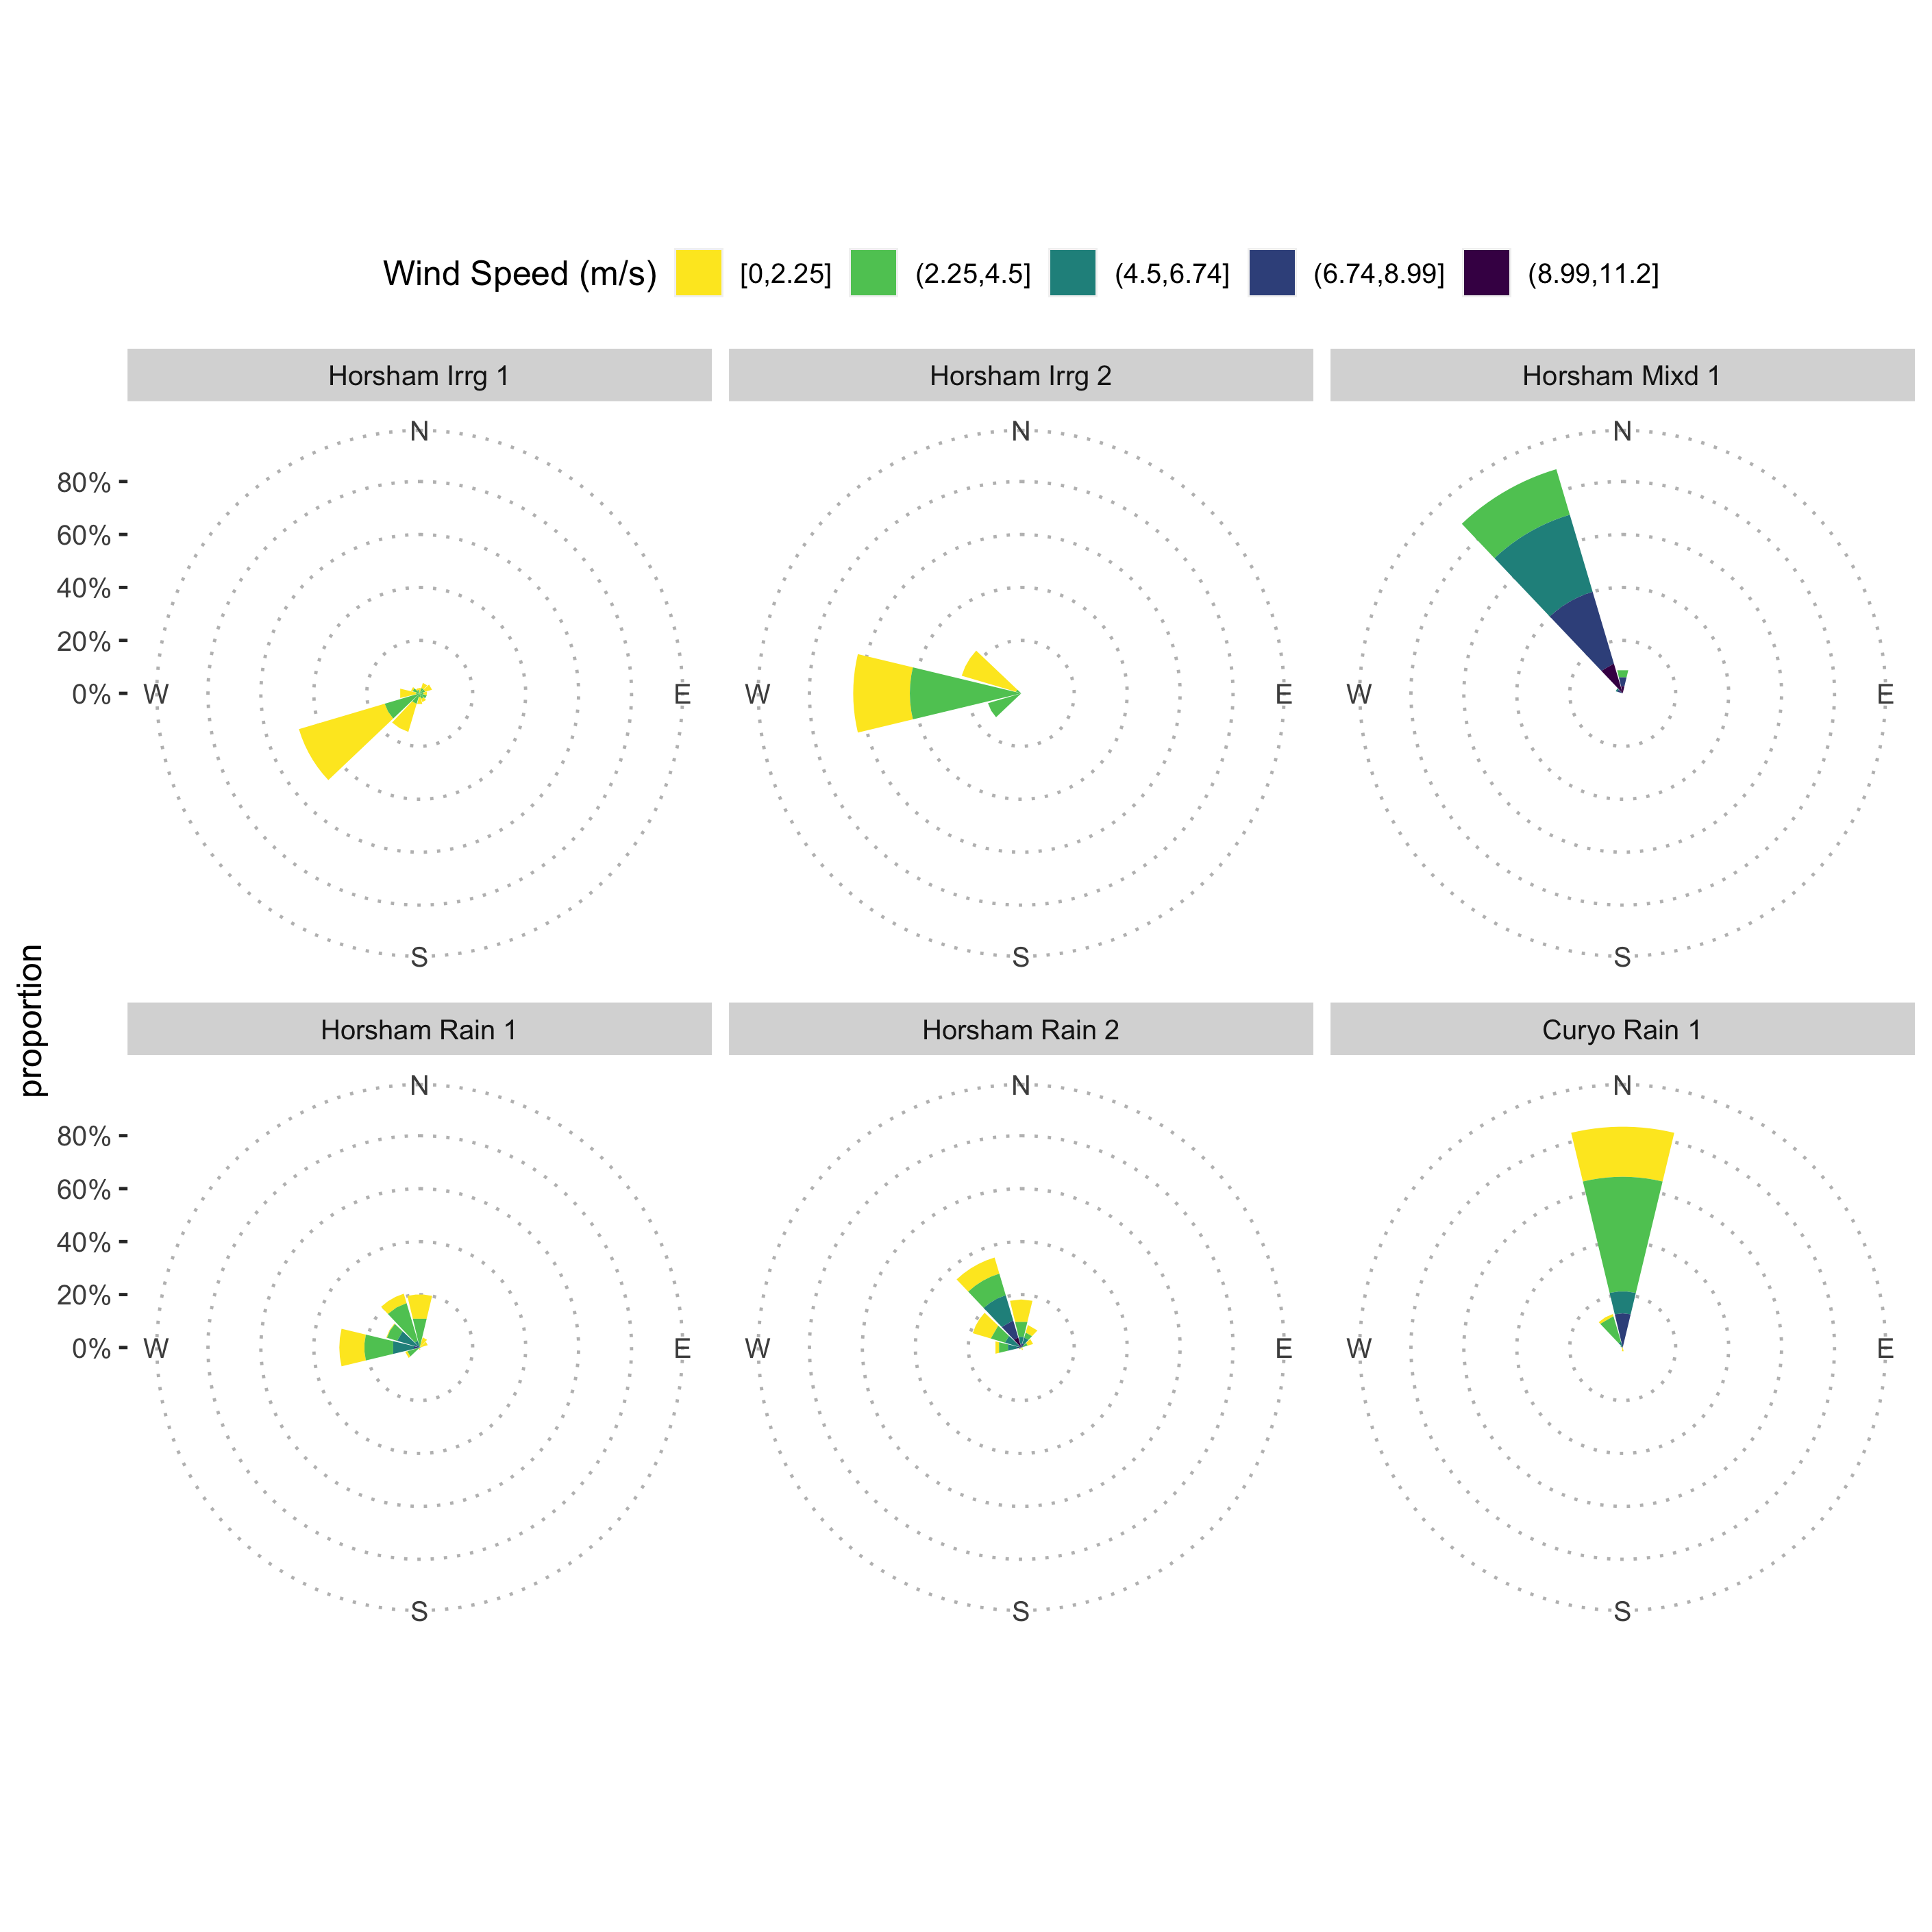 Wind Speed (m/s) [0,2.25] (2.25,4.5] (4.5,6.74] (6.74,8.99] (8.99,11.2]
Horsham Irrg 1 Horsham Irrg 2 Horsham Mixd 1
N N N
80%
60%
40%
20%
0% W E W E W E
S S S
proportion
Horsham Rain 1 Horsham Rain 2 Curyo Rain 1
N N N
80%
60%
40%
20%
0% W E W E W E
S S S